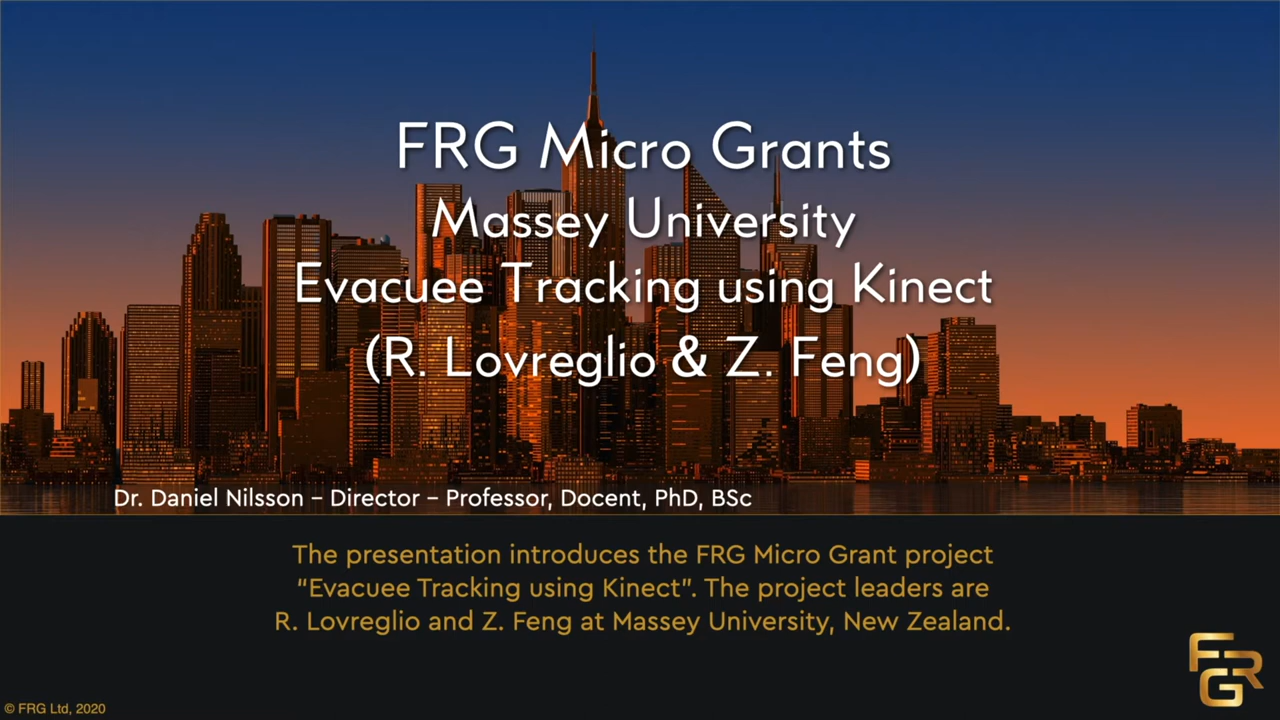 FRG Micro Grants
Massey University
Evacuee Tracking using Kinect
(R. Lovreglio & Z. Feng)
Dr. Daniel Nilsson – Director – Professor, Docent, PhD, BSc
The presentation introduces the FRG Micro Grant project
“Evacuee Tracking using Kinect”. The project leaders are
R. Lovreglio and Z. Feng at Massey University, New Zealand.
FRG
© FRG Ltd, 2020